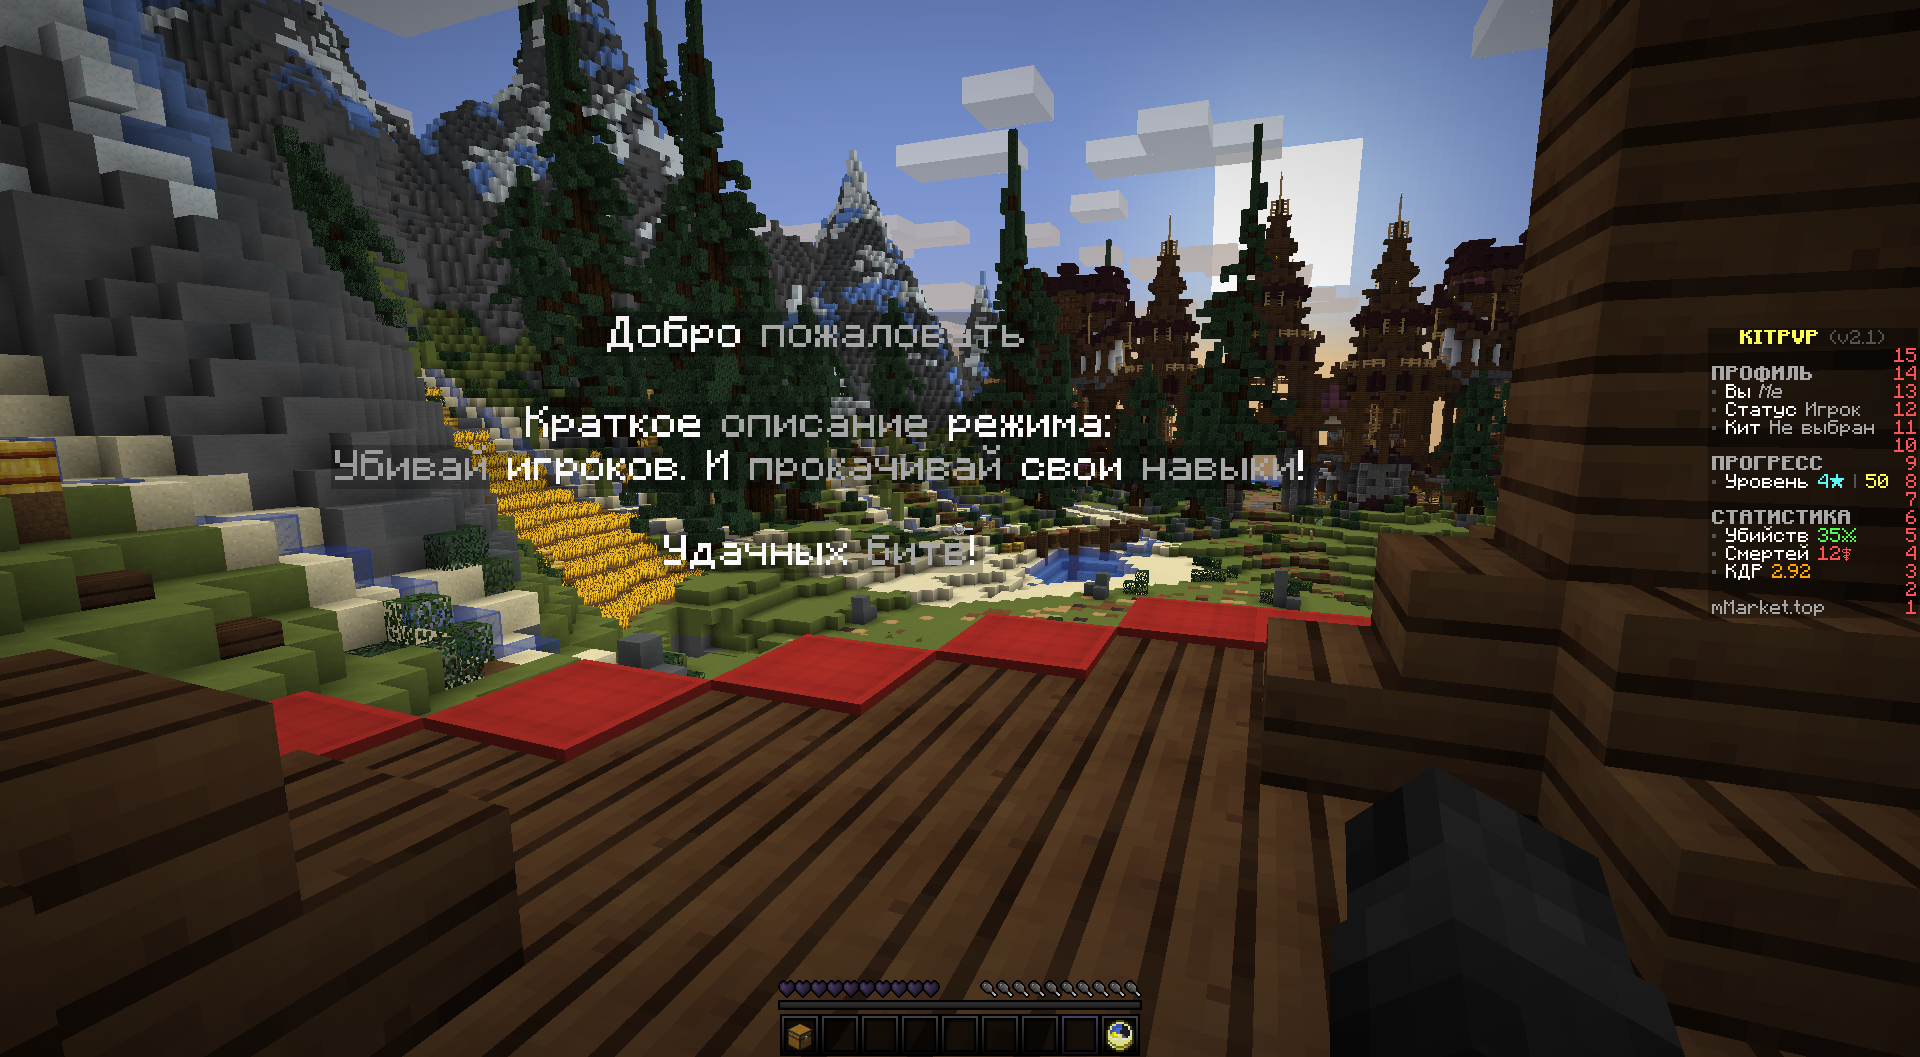 Добро пожаловать
Краткое описание режима:
Убивай игроков. И прокачивай свои навыки!
Удачных битв!
KITPVP (v2.1)
15
ПРОФИЛЬ 14
· Вы Me 13
· Статус Игрок 12
· Кит Не выбран 11
10
ПРОГРЕСС 9
· Уровень 4★ | 50 8
7
СТАТИСТИКА 6
· Убийств 35⚔ 5
· Смертей 12 4
· КДР 2.92 3
2
mMarket.top 1